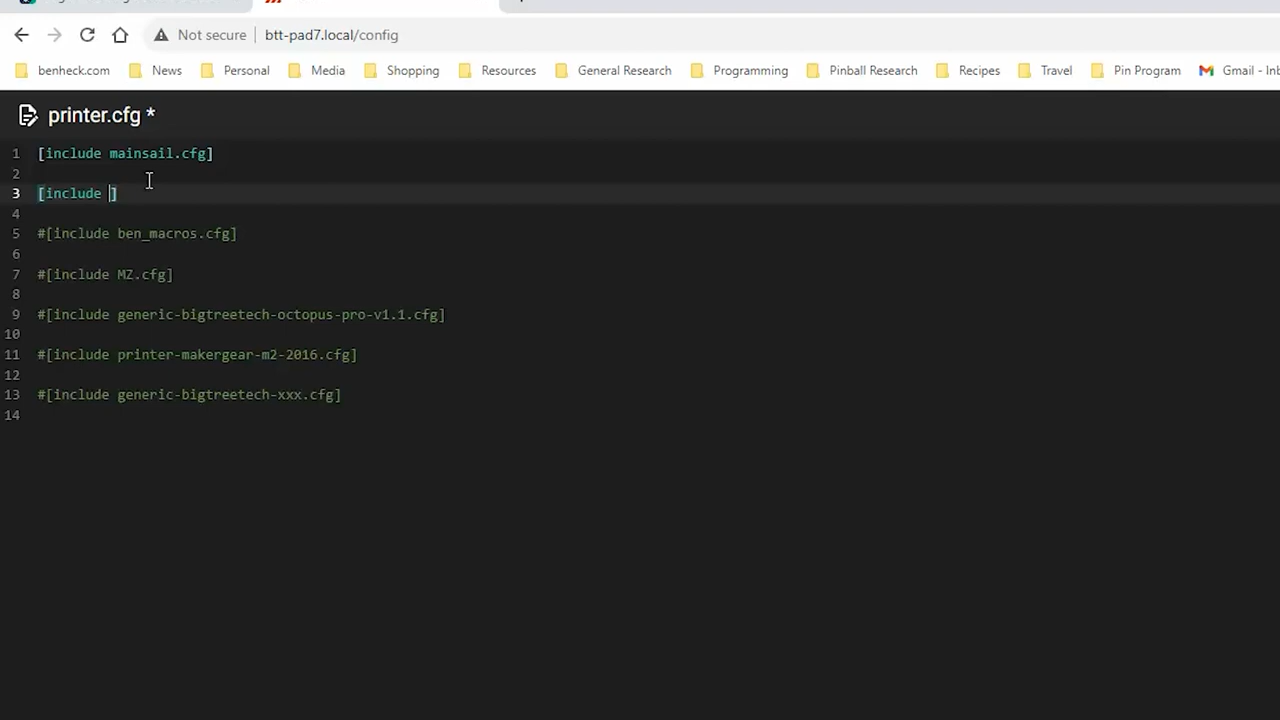 Not secure btt-pad7.local/config
benheck.com News Personal Media Shopping Resources General Research Programming Pinball Research Recipes Travel Pin Program Gmail - Inb
printer.cfg *
1 [include mainsail.cfg]
2
3 [include ]
4
5 #[include ben_macros.cfg]
6
7 #[include MZ.cfg]
8
9 #[include generic-bigtreetech-octopus-pro-v1.1.cfg]
10
11 #[include printer-makergear-m2-2016.cfg]
12
13 #[include generic-bigtreetech-xxx.cfg]
14